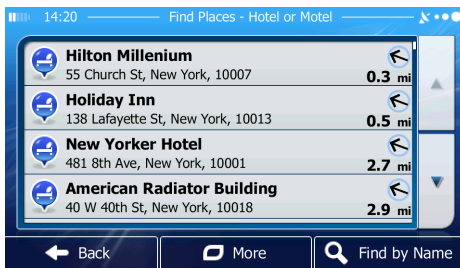 14:20 Find Places - Hotel or Motel
Hilton Millenium
55 Church St, New York, 10007 0.3 mi
Holiday Inn
138 Lafayette St, New York, 10013 0.5 mi
New Yorker Hotel
481 8th Ave, New York, 10001 2.7 mi
American Radiator Building
40 W 40th St, New York, 10018 2.9 mi
Back More Find by Name